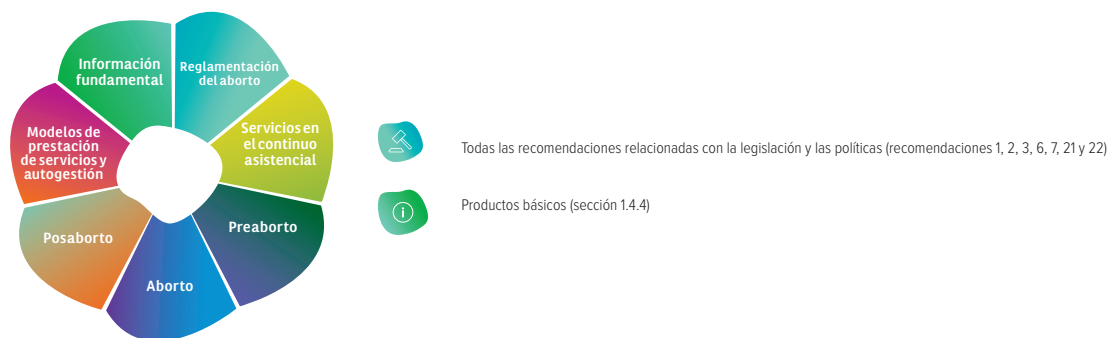 Información
fundamental
Reglamentación
del aborto
Servicios en
el continuo
asistencial
Preaborto
Aborto
Posaborto
Modelos de
prestación
de servicios y
autogestión
Todas las recomendaciones relacionadas con la legislación y las políticas (recomendaciones 1, 2, 3, 6, 7, 21 y 22)
Productos básicos (sección 1.4.4)